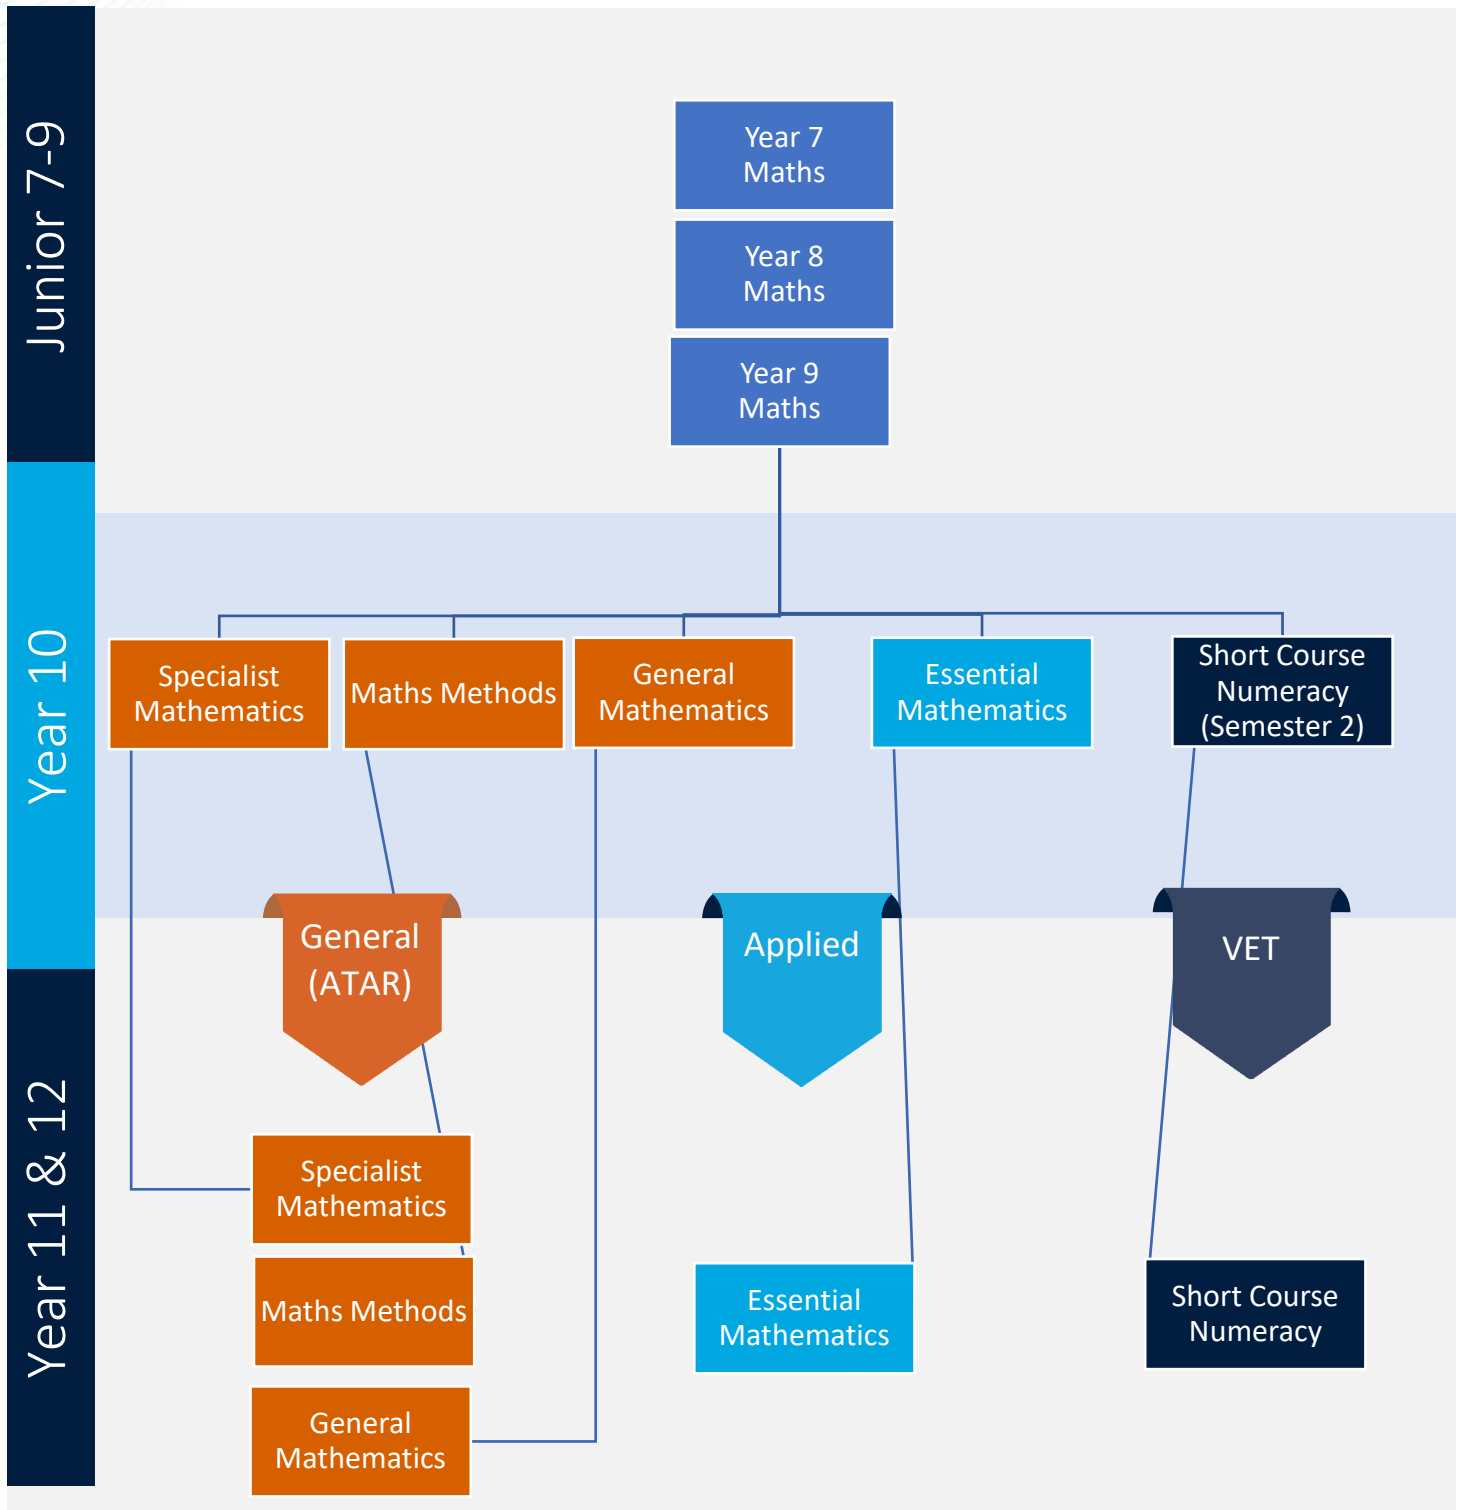 Junior 7-9
Year 7
Maths
Year 8
Maths
Year 9
Maths
Year 10
Specialist
Mathematics
Maths Methods
General
Mathematics
Essential
Mathematics
Short Course
Numeracy
(Semester 2)
General
(ATAR)
Applied
VET
Year 11 & 12
Specialist
Mathematics
Maths Methods
General
Mathematics
Essential
Mathematics
Short Course
Numeracy